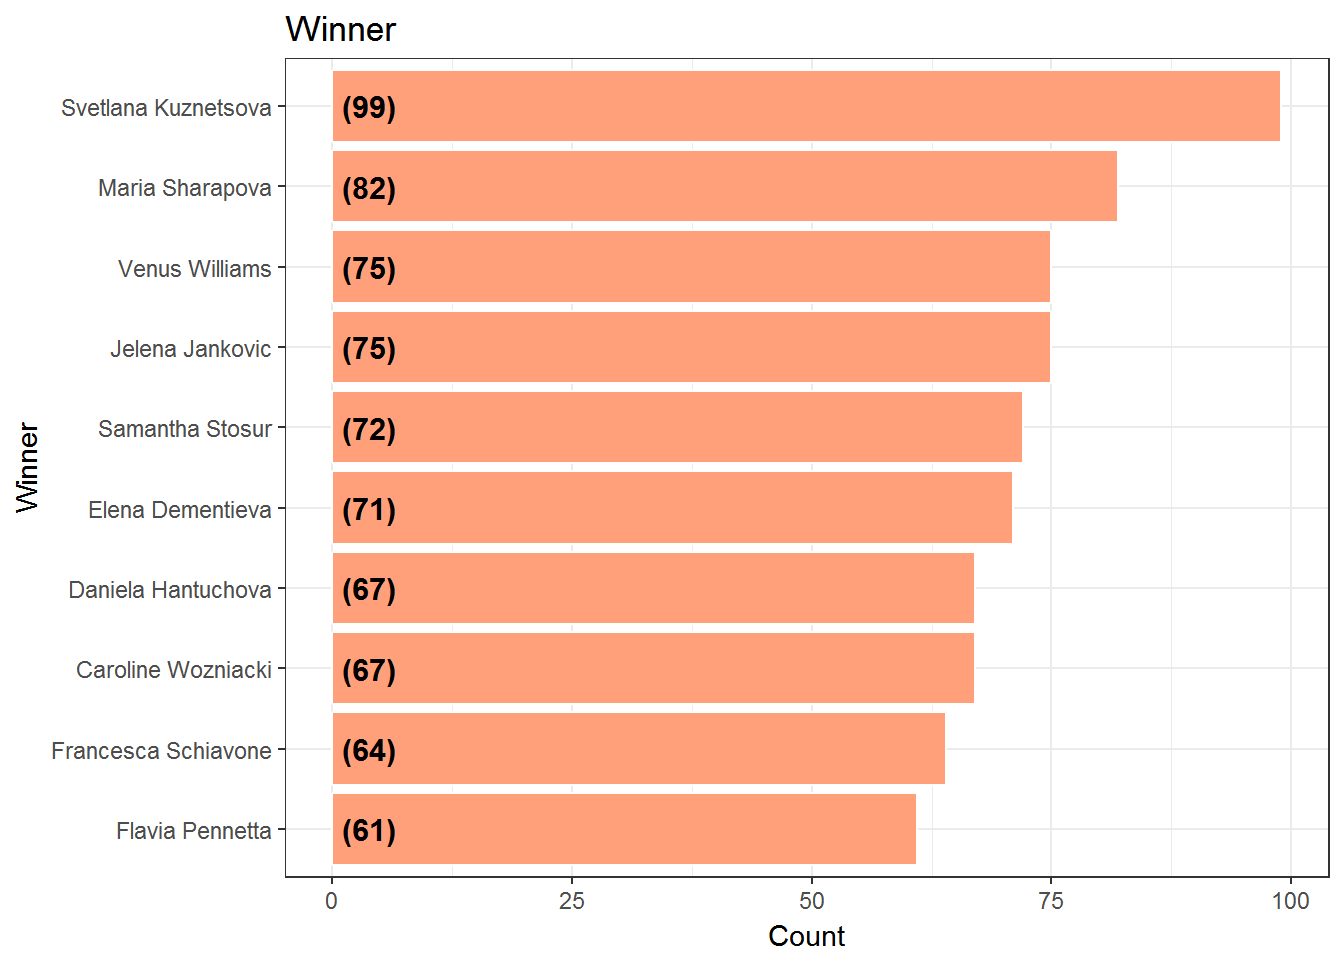 Winner
Winner
Svetlana Kuznetsova (99)
Maria Sharapova (82)
Venus Williams (75)
Jelena Jankovic (75)
Samantha Stosur (72)
Elena Dementieva (71)
Daniela Hantuchova (67)
Caroline Wozniacki (67)
Francesca Schiavone (64)
Flavia Pennetta (61)
0 25 50 75 100
Count